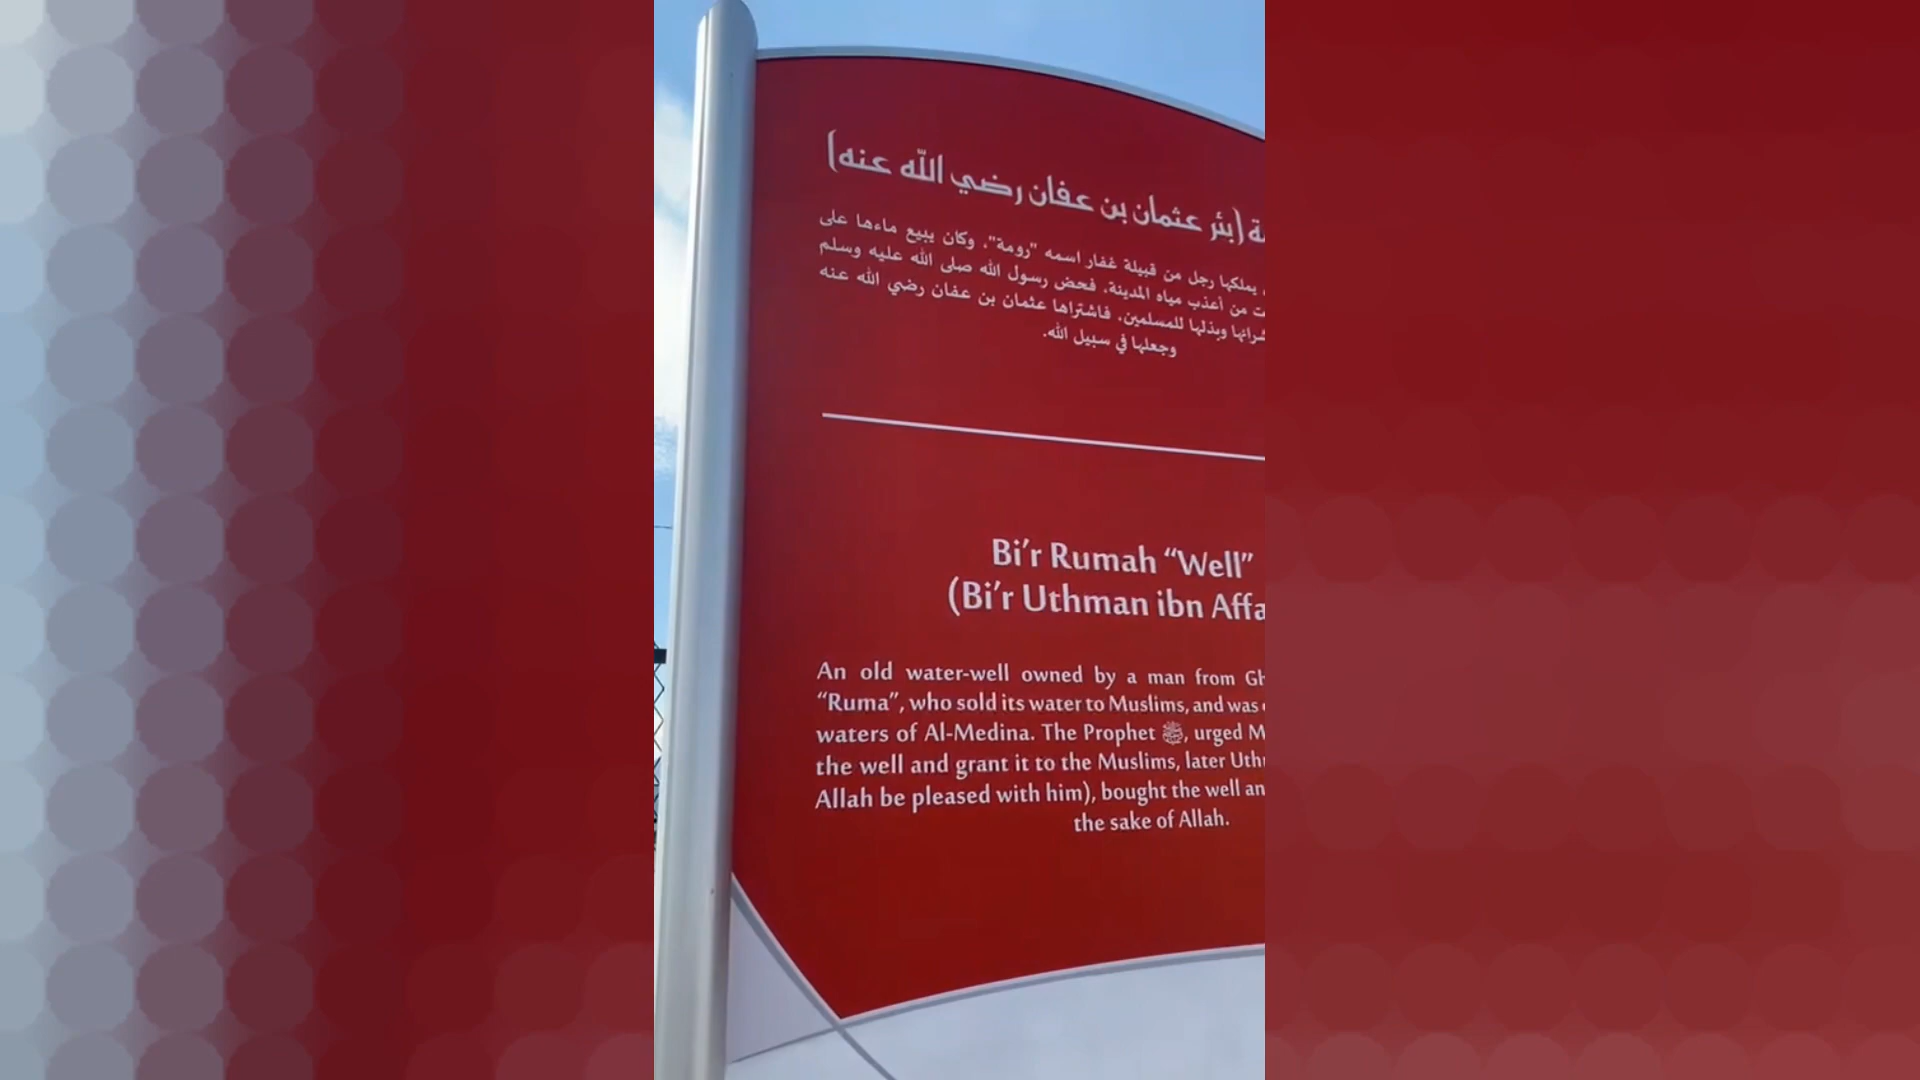 (بئر عثمان بن عفان رضي الله عنه)
يملكها رجل من قبيلة غفار اسمه "رومة"، وكان يبيع ماءها على
من أعذب مياه المدينة، فحض رسول الله صلى الله عليه وسلم
وبذلها للمسلمين، فاشتراها عثمان بن عفان رضي الله عنه
وجعلها في سبيل الله.
Bi’r Rumah “Well”
(Bi’r Uthman ibn Affa
An old water-well owned by a man from Gh
“Ruma”, who sold its water to Muslims, and was
waters of Al-Medina. The Prophet ﷺ, urged M
the well and grant it to the Muslims, later Uth
Allah be pleased with him), bought the well an
the sake of Allah.